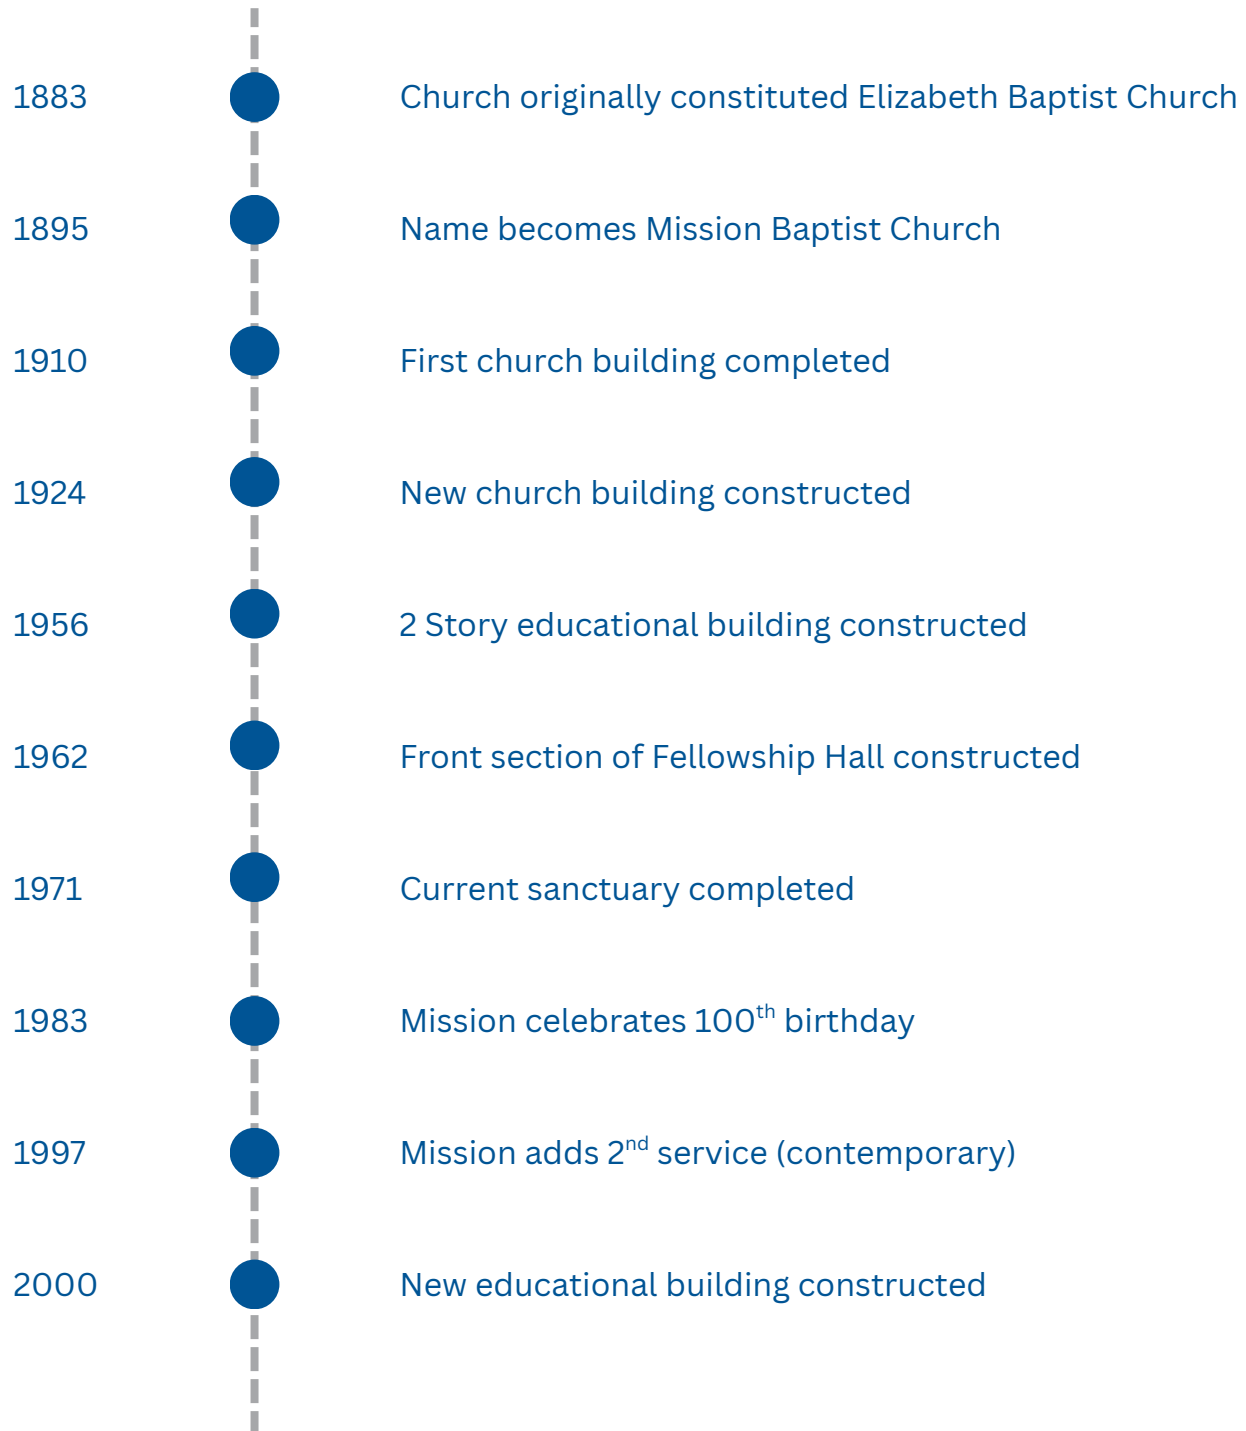 1883 Church originally constituted Elizabeth Baptist Church
1895 Name becomes Mission Baptist Church
1910 First church building completed
1924 New church building constructed
1956 2 Story educational building constructed
1962 Front section of Fellowship Hall constructed
1971 Current sanctuary completed
1983 Mission celebrates 100th birthday
1997 Mission adds 2nd service (contemporary)
2000 New educational building constructed